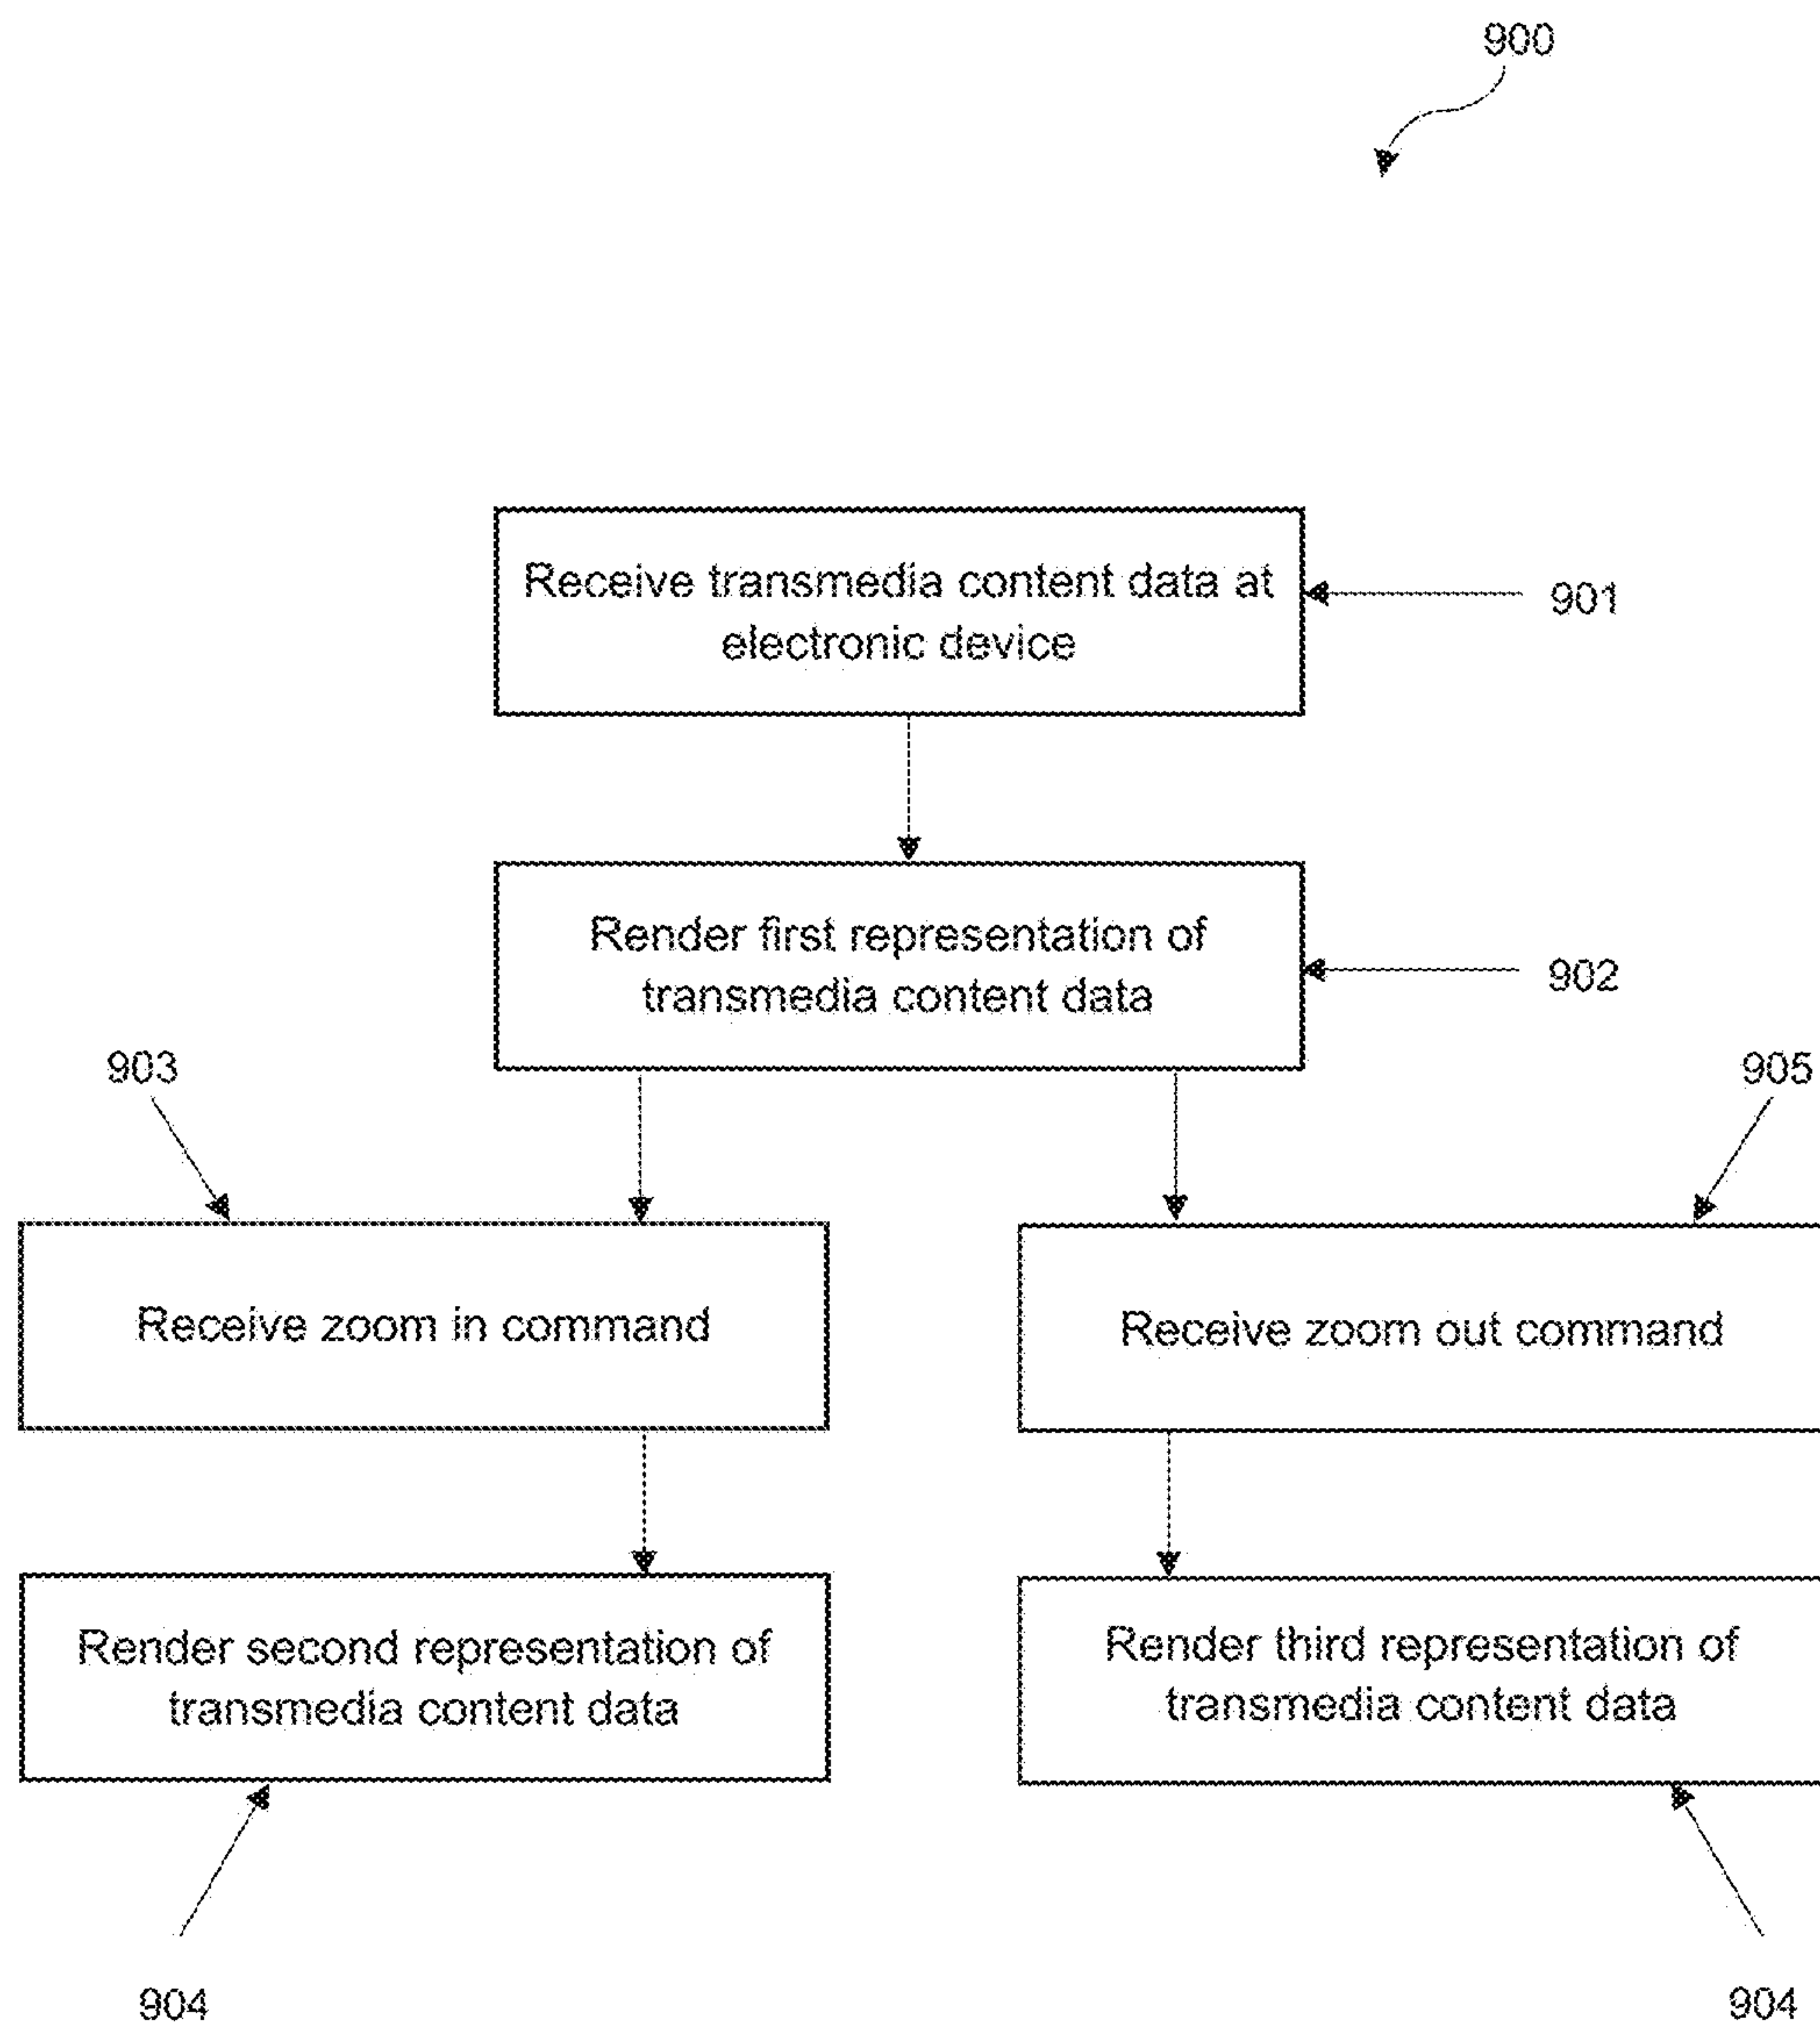 900
Receive transmedia content data at
electronic device
901
Render first representation of
transmedia content data
902
903
905
Receive zoom in command
Receive zoom out command
Render second representation of
transmedia content data
Render third representation of
transmedia content data
904
904